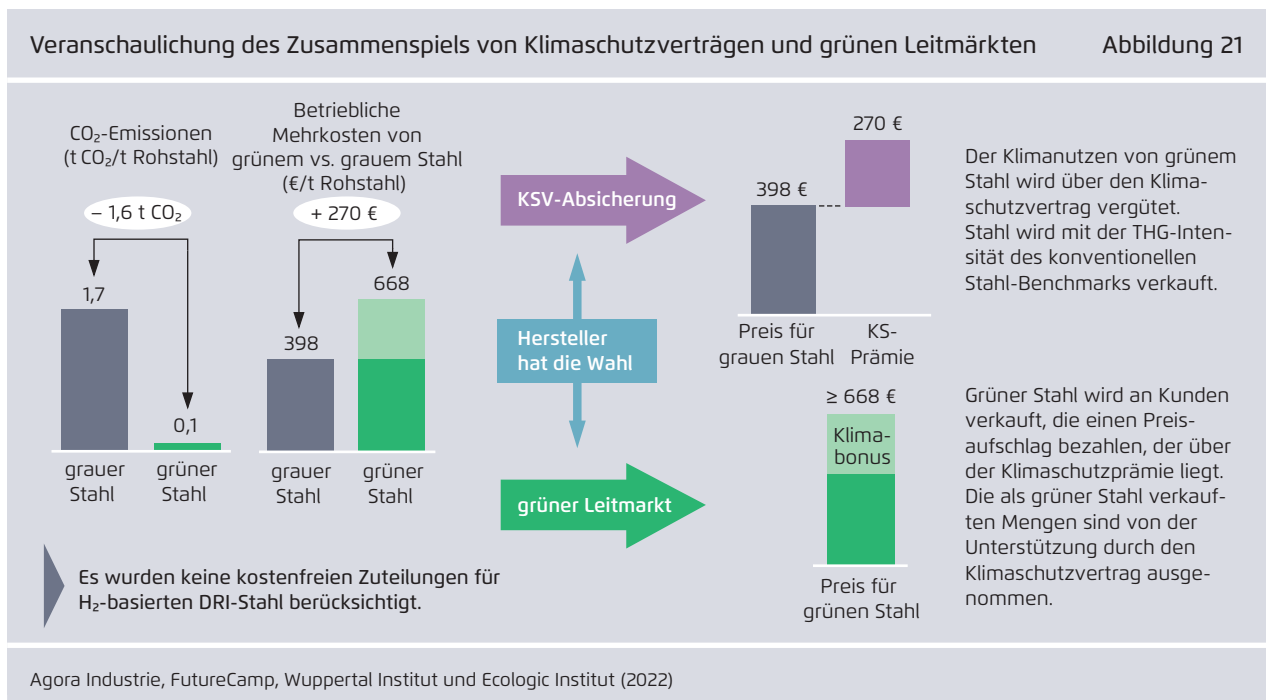 Veranschaulichung des Zusammenspiels von Klimaschutzverträgen und grünen Leitmärkten
Abbildung 21
CO₂-Emissionen
(t CO₂/t Rohstahl)
– 1,6 t CO₂
1,7
0,1
grauer
Stahl
grüner
Stahl
Betriebliche
Mehrkosten von
grünem vs. grauem Stahl
(€/t Rohstahl)
+ 270 €
398
668
grauer
Stahl
grüner
Stahl
Es wurden keine kostenfreien Zuteilungen für
H₂-basierten DRI-Stahl berücksichtigt.
KSV-Absicherung
Hersteller
hat die Wahl
grüner Leitmarkt
398 €
270 €
Preis für
grauen Stahl
KS-
Prämie
Der Klimanutzen von grünem
Stahl wird über den Klima-
schutzvertrag vergütet.
Stahl wird mit der THG-Inten-
sität des konventionellen
Stahl-Benchmarks verkauft.
≥ 668 €
Klima-
bonus
Preis für
grünen Stahl
Grüner Stahl wird an Kunden
verkauft, die einen Preis-
aufschlag bezahlen, der über
der Klimaschutzprämie liegt.
Die als grüner Stahl verkauf-
ten Mengen sind von der
Unterstützung durch den
Klimaschutzvertrag ausge-
nommen.
Agora Industrie, FutureCamp, Wuppertal Institut und Ecologic Institut (2022)